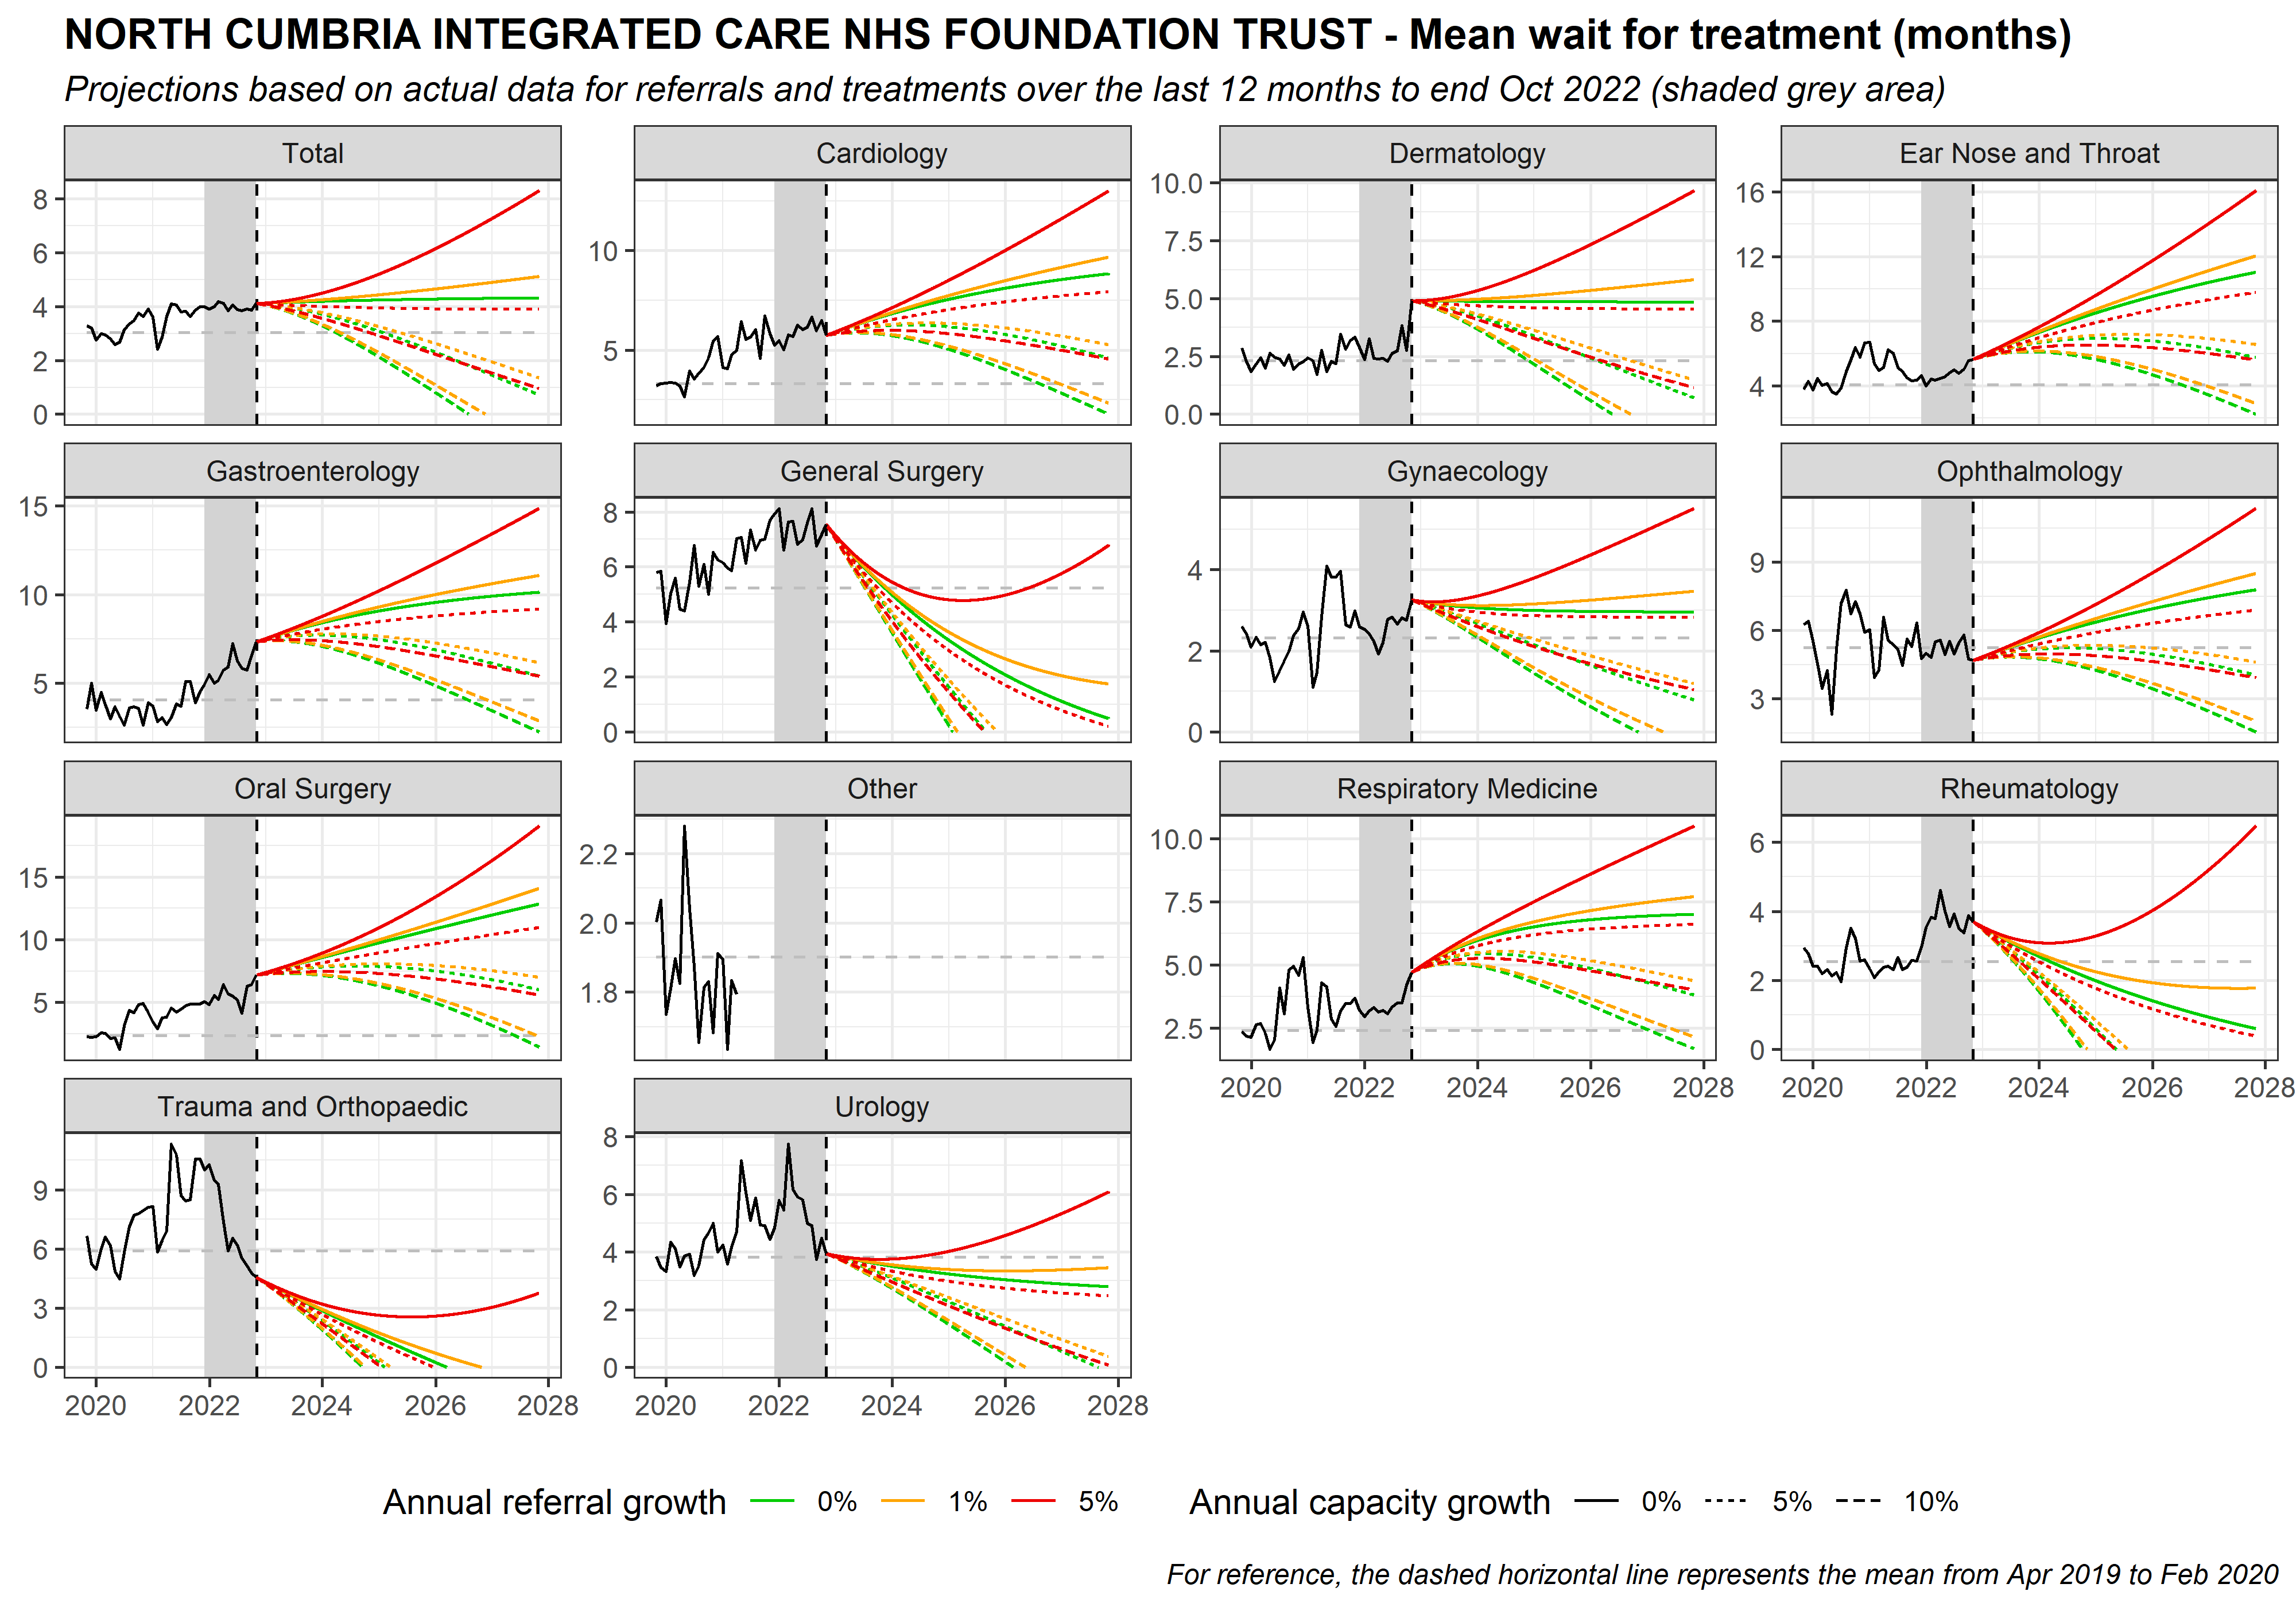 NORTH CUMBRIA INTEGRATED CARE NHS FOUNDATION TRUST - Mean wait for treatment (months)
Projections based on actual data for referrals and treatments over the last 12 months to end Oct 2022 (shaded grey area)
Total
8
6
4
2
0
Cardiology
10
5
Dermatology
10.0
7.5
5.0
2.5
0.0
Ear Nose and Throat
16
12
8
4
Gastroenterology
15
10
5
General Surgery
8
6
4
2
0
Gynaecology
4
2
0
Ophthalmology
9
6
3
Oral Surgery
15
10
5
Other
2.2
2.0
1.8
Respiratory Medicine
10.0
7.5
5.0
2.5
2020 2022 2024 2026 2028
Rheumatology
6
4
2
0
2020 2022 2024 2026 2028
Trauma and Orthopaedic
9
6
3
0
2020 2022 2024 2026 2028
Urology
8
6
4
2
0
2020 2022 2024 2026 2028
Annual referral growth 0% 1% 5% Annual capacity growth 0% 5% 10%
For reference, the dashed horizontal line represents the mean from Apr 2019 to Feb 2020